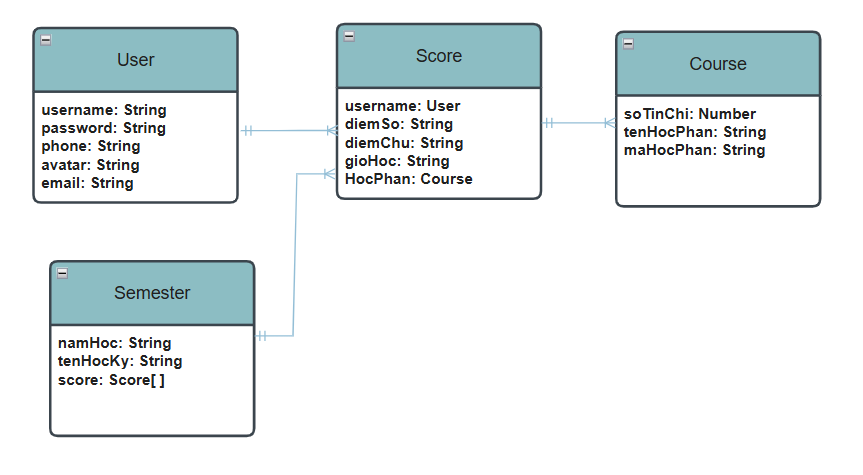 User
username: String
password: String
phone: String
avatar: String
email: String
Score
username: User
diemSo: String
diemChu: String
gioHoc: String
HocPhan: Course
Course
soTinChi: Number
tenHocPhan: String
maHocPhan: String
Semester
namHoc: String
tenHocKy: String
score: Score[ ]